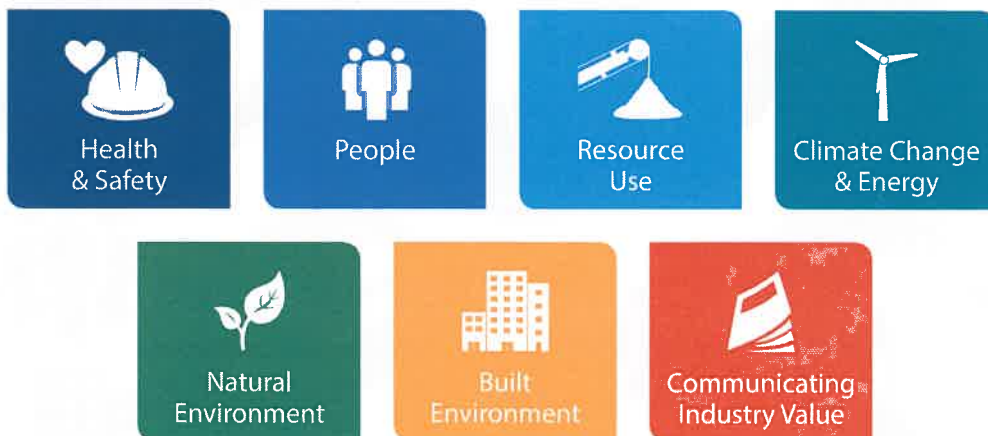 Health
& Safety
People
Resource
Use
Climate Change
& Energy
Natural
Environment
Built
Environment
Communicating
Industry Value